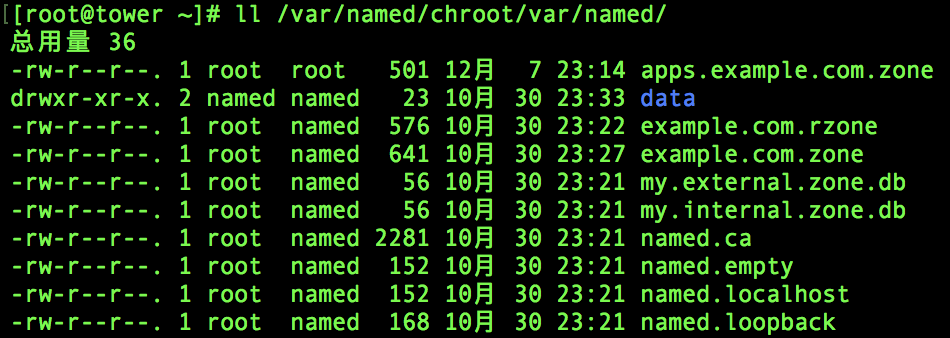 [[root@tower ~]# ll /var/named/chroot/var/named/
总用量 36
-rw-r--r--. 1 root  root   501 12月  7 23:14 apps.example.com.zone
drwxr-xr-x. 2 named named   23 10月 30 23:33 data
-rw-r--r--. 1 root  named  576 10月 30 23:22 example.com.rzone
-rw-r--r--. 1 root  named  641 10月 30 23:27 example.com.zone
-rw-r--r--. 1 root  named   56 10月 30 23:21 my.external.zone.db
-rw-r--r--. 1 root  named   56 10月 30 23:21 my.internal.zone.db
-rw-r--r--. 1 root  named 2281 10月 30 23:21 named.ca
-rw-r--r--. 1 root  named  152 10月 30 23:21 named.empty
-rw-r--r--. 1 root  named  152 10月 30 23:21 named.localhost
-rw-r--r--. 1 root  named  168 10月 30 23:21 named.loopback